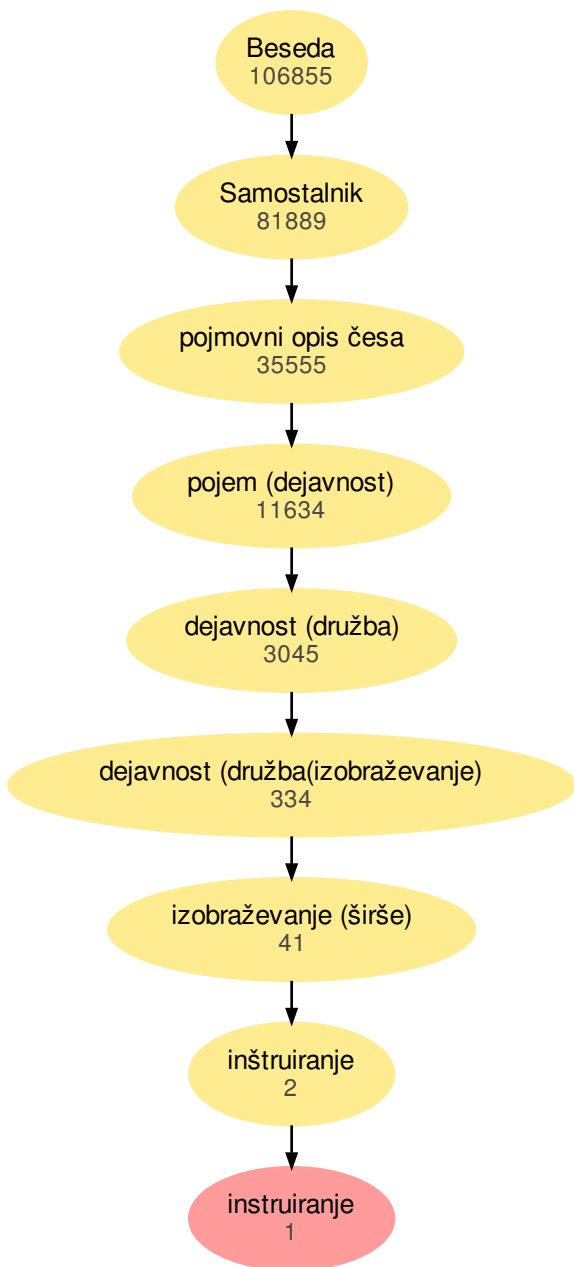 Beseda
106855
Samostalnik
81889
pojmovni opis česa
35555
pojem (dejavnost)
11634
dejavnost (družba)
3045
dejavnost (družba(izobraževanje)
334
izobraževanje (širše)
41
inštruiranje
2
instruiranje
1